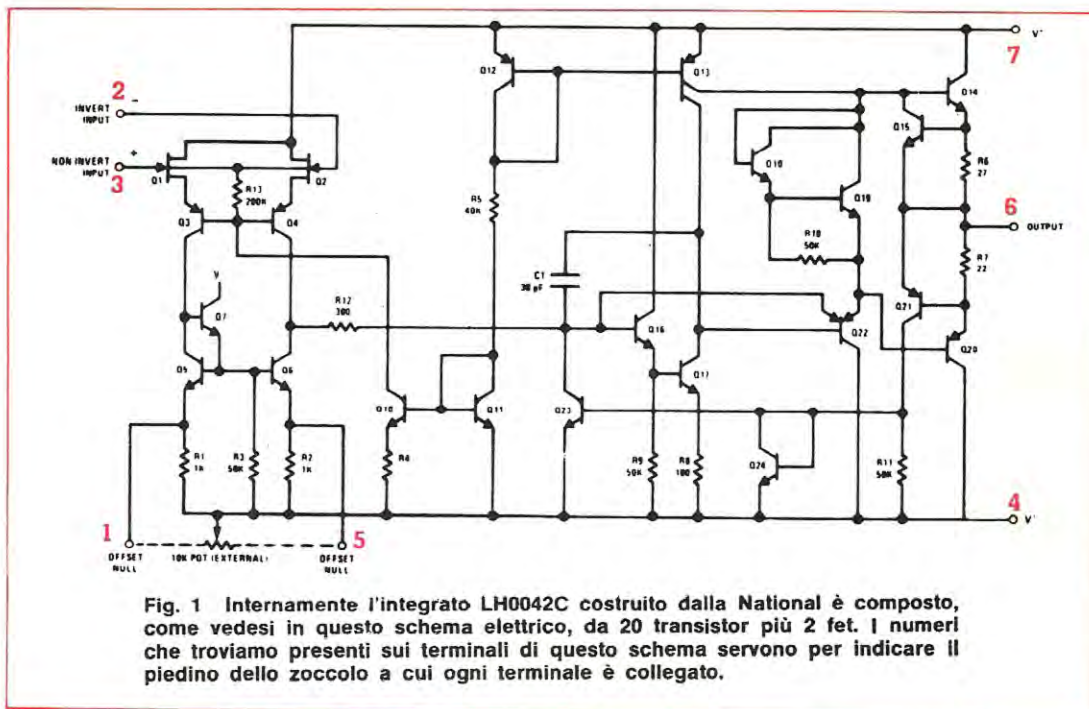 7
V+
Q12
Q13
Q14
2
INVERT
INPUT
-
Q15
NON INVERT
INPUT
+
3
Q1
Q2
R13
200K
R6
27
6
OUTPUT
Q3
Q4
R5
40K
Q19
R10
50K
V
Q7
C1
30 pF
R7
22
R12
300
Q21
Q16
Q22
Q20
Q5
Q6
Q17
Q10
Q11
Q23
Q24
R1
1K
R3
50K
R2
1K
R9
50K
R8
100
R11
50K
4
1
OFFSET
NULL
10K POT (EXTERNAL)
5
OFFSET
NULL
Fig. 1 Internamente l'integrato LH0042C costruito dalla National è composto,
come vedesi in questo schema elettrico, da 20 transistor più 2 fet. I numeri
che troviamo presenti sui terminali di questo schema servono per indicare il
piedino dello zoccolo a cui ogni terminale è collegato.